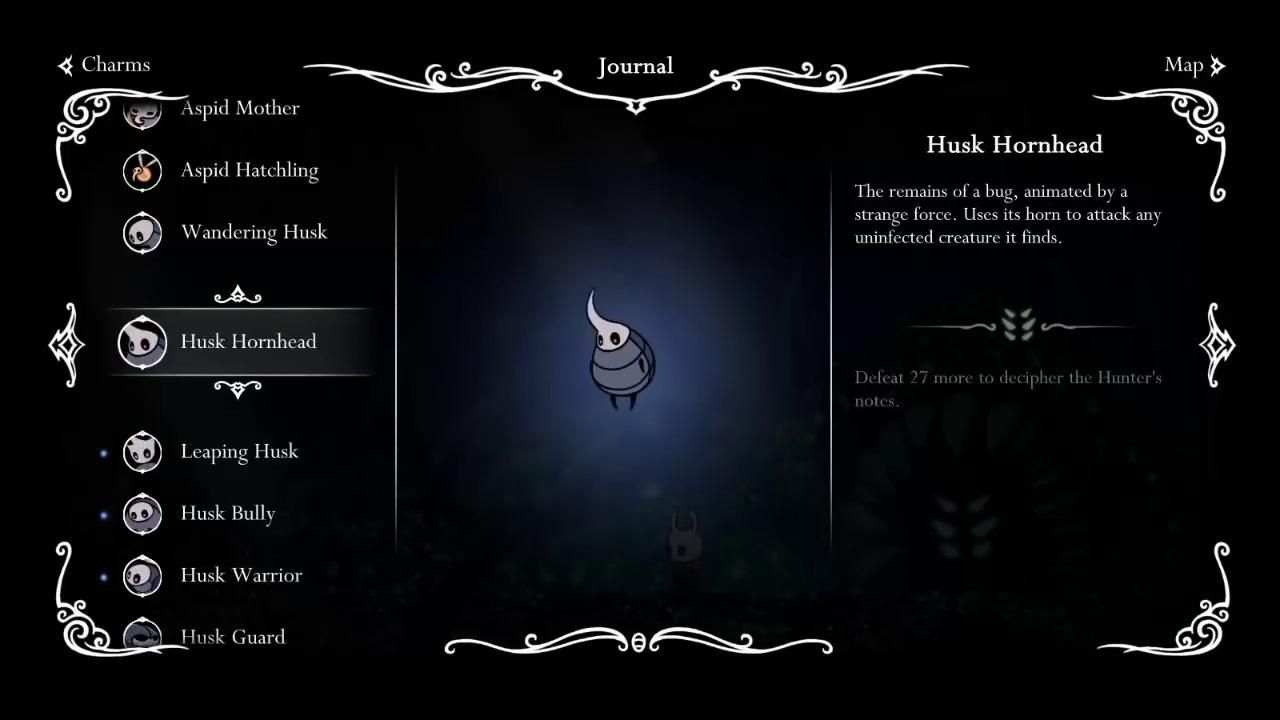 Charms
Journal
Map
Aspid Mother
Aspid Hatchling
Wandering Husk
Husk Hornhead
Leaping Husk
Husk Bully
Husk Warrior
Husk Guard
Husk Hornhead
The remains of a bug, animated by a
strange force. Uses its horn to attack any
uninfected creature it finds.
Defeat 27 more to decipher the Hunter's
notes.